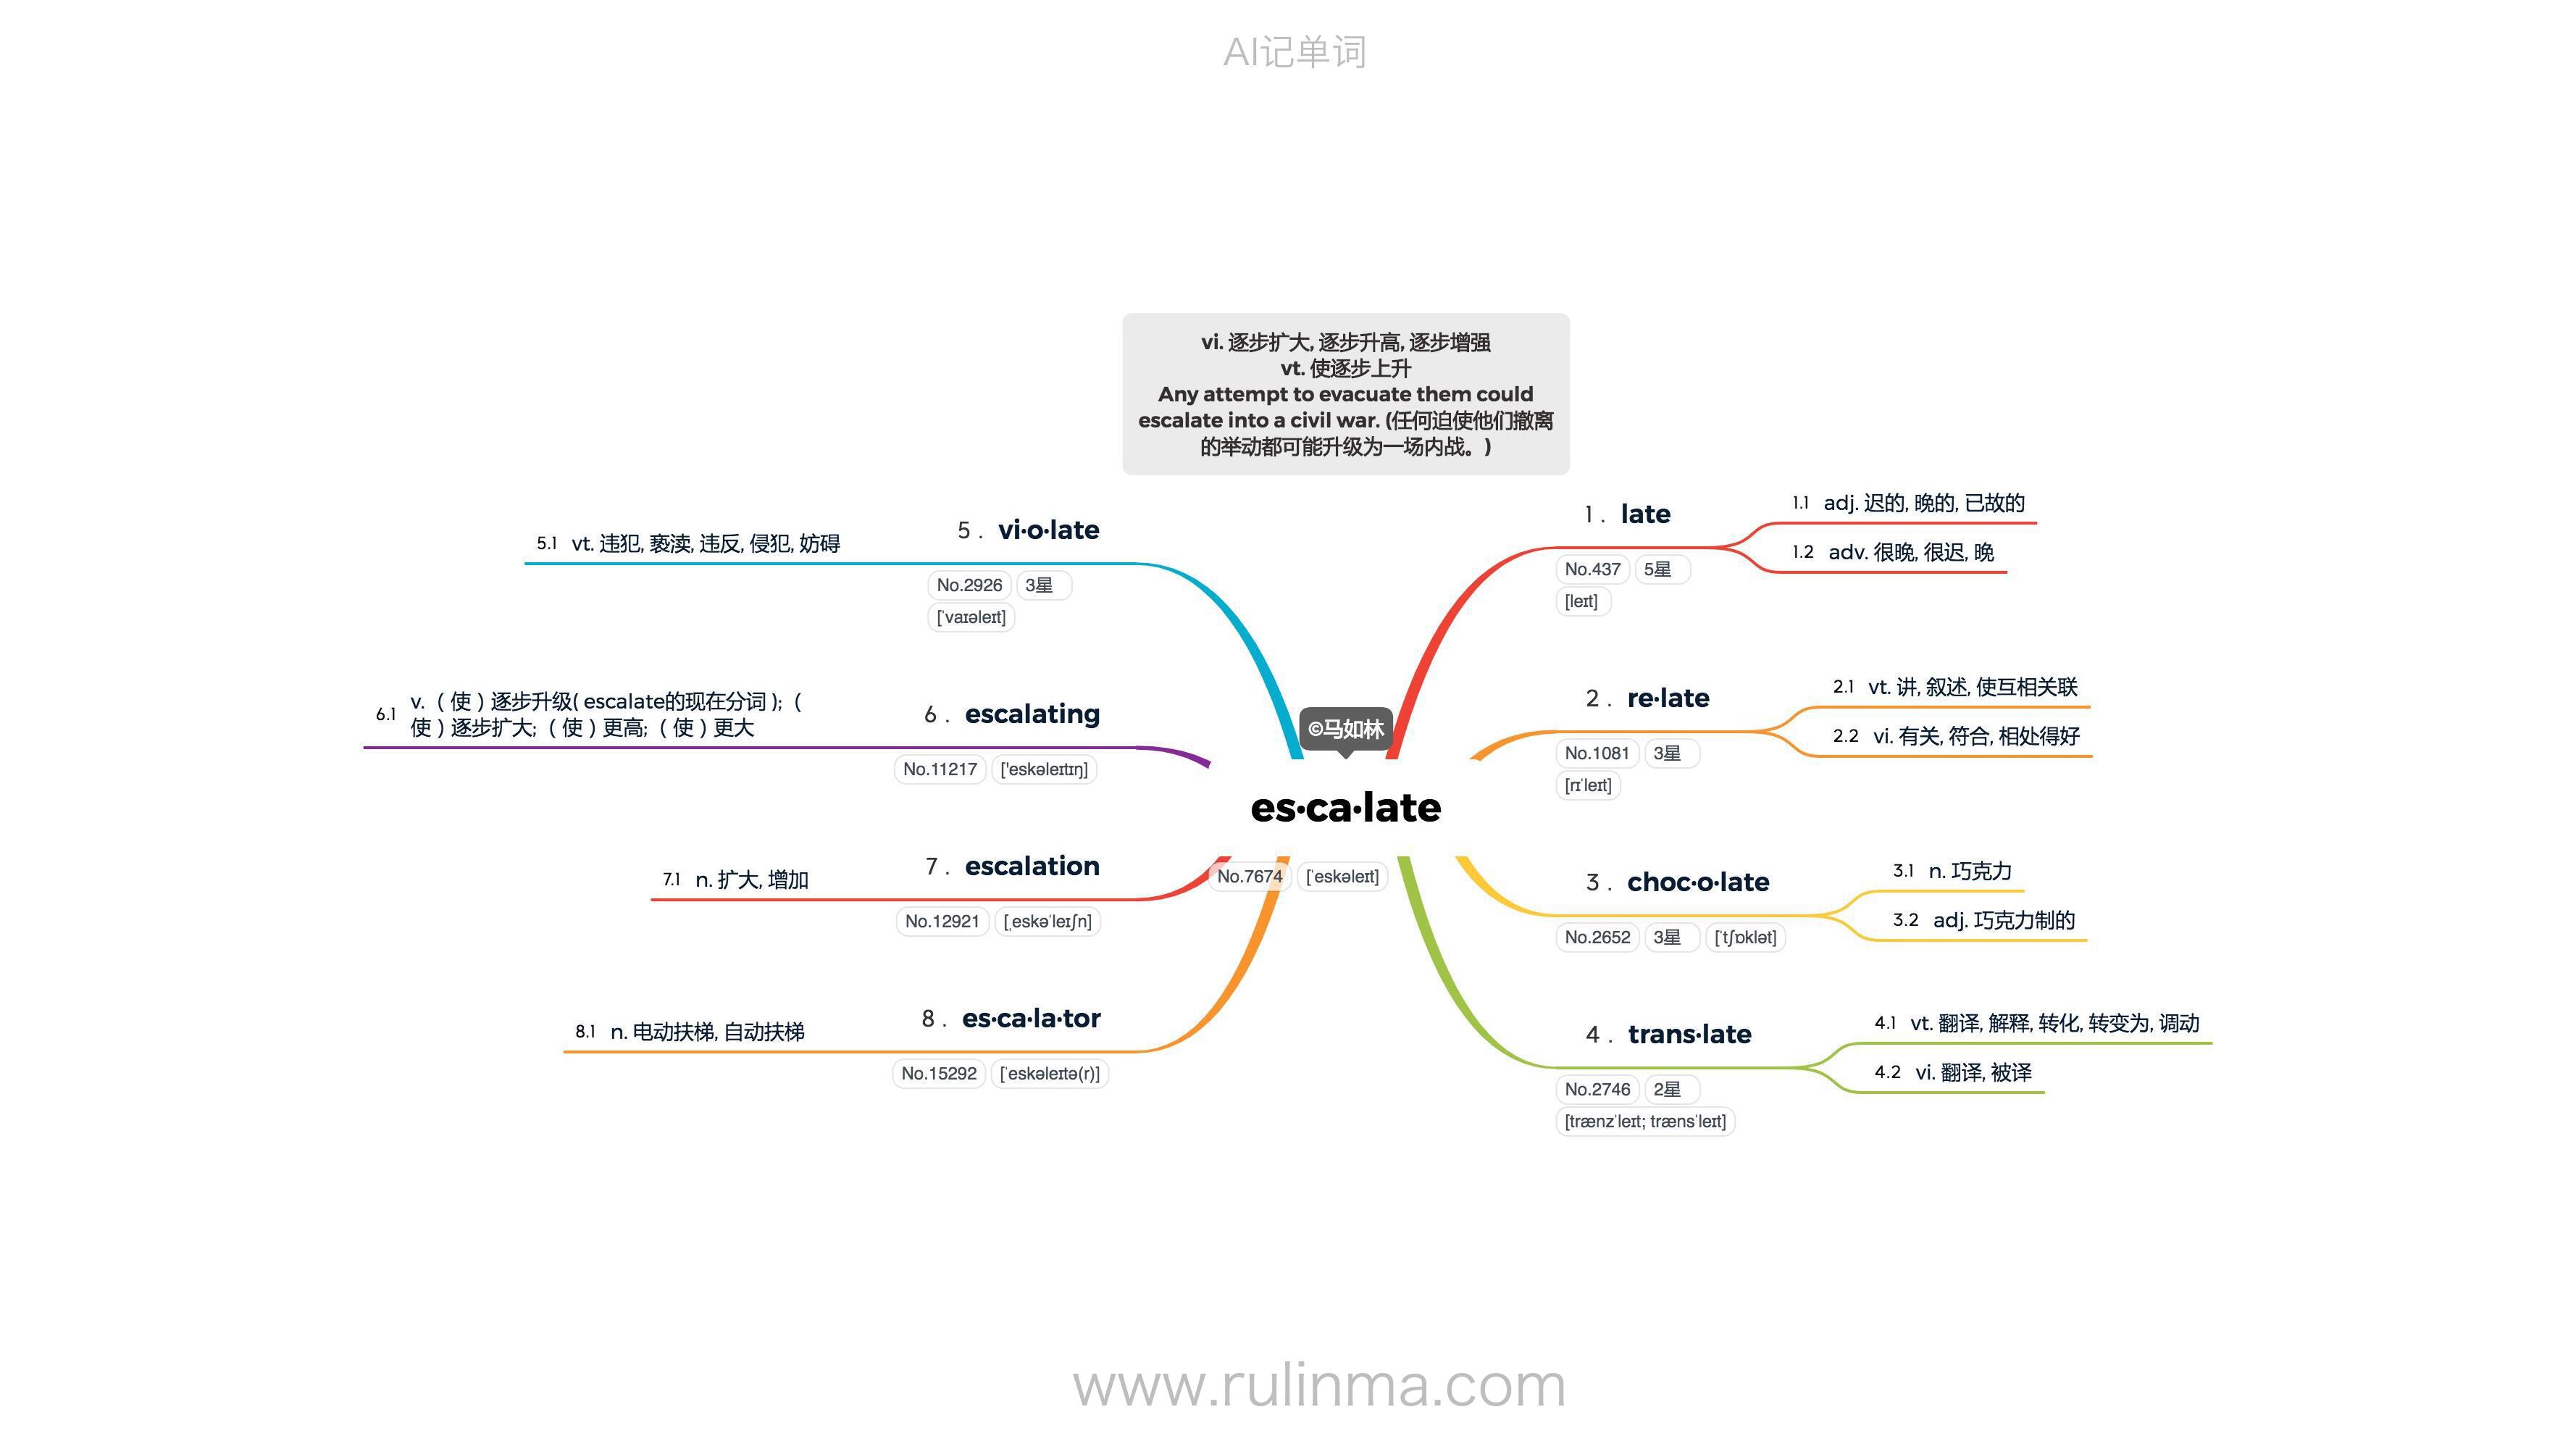 AI记单词
vi. 逐步扩大, 逐步升高, 逐步增强
vt. 使逐步上升
Any attempt to evacuate them could
escalate into a civil war. (任何迫使他们撤离
的举动都可能升级为一场内战。)
©马如林
es·ca·late
No.7674 [ˈeskəleɪt]
1 . late
No.437 5星
[leɪt]
1.1 adj. 迟的, 晚的, 已故的
1.2 adv. 很晚, 很迟, 晚
2 . re·late
No.1081 3星
[rɪˈleɪt]
2.1 vt. 讲, 叙述, 使互相关联
2.2 vi. 有关, 符合, 相处得好
3 . choc·o·late
No.2652 3星 [ˈtʃɒklət]
3.1 n. 巧克力
3.2 adj. 巧克力制的
4 . trans·late
No.2746 2星
[trænzˈleɪt; trænsˈleɪt]
4.1 vt. 翻译, 解释, 转化, 转变为, 调动
4.2 vi. 翻译, 被译
5 . vi·o·late
No.2926 3星
[ˈvaɪəleɪt]
5.1 vt. 违犯, 亵渎, 违反, 侵犯, 妨碍
6 . escalating
No.11217 ['eskəleɪtɪŋ]
6.1 v.（使）逐步升级( escalate的现在分词 );（
使）逐步扩大;（使）更高;（使）更大
7 . escalation
No.12921 [ˌeskəˈleɪʃn]
7.1 n. 扩大, 增加
8 . es·ca·la·tor
No.15292 [ˈeskəleɪtə(r)]
8.1 n. 电动扶梯, 自动扶梯
www.rulinma.com